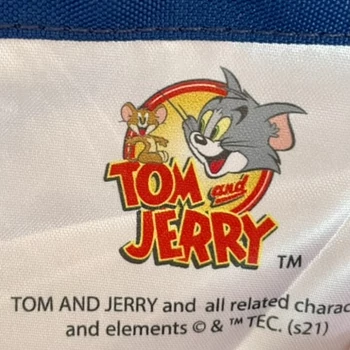 TOM and
JERRY
TM
TOM AND JERRY and all related charac
and elements © & ™ TEC. (s21)